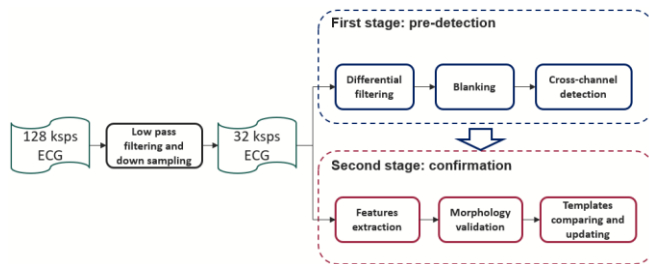 First stage: pre-detection
Differential
filtering
Blanking
Cross-channel
detection
128 ksps
ECG
Low pass
filtering and
down sampling
32 ksps
ECG
Second stage: confirmation
Features
extraction
Morphology
validation
Templates
comparing and
updating